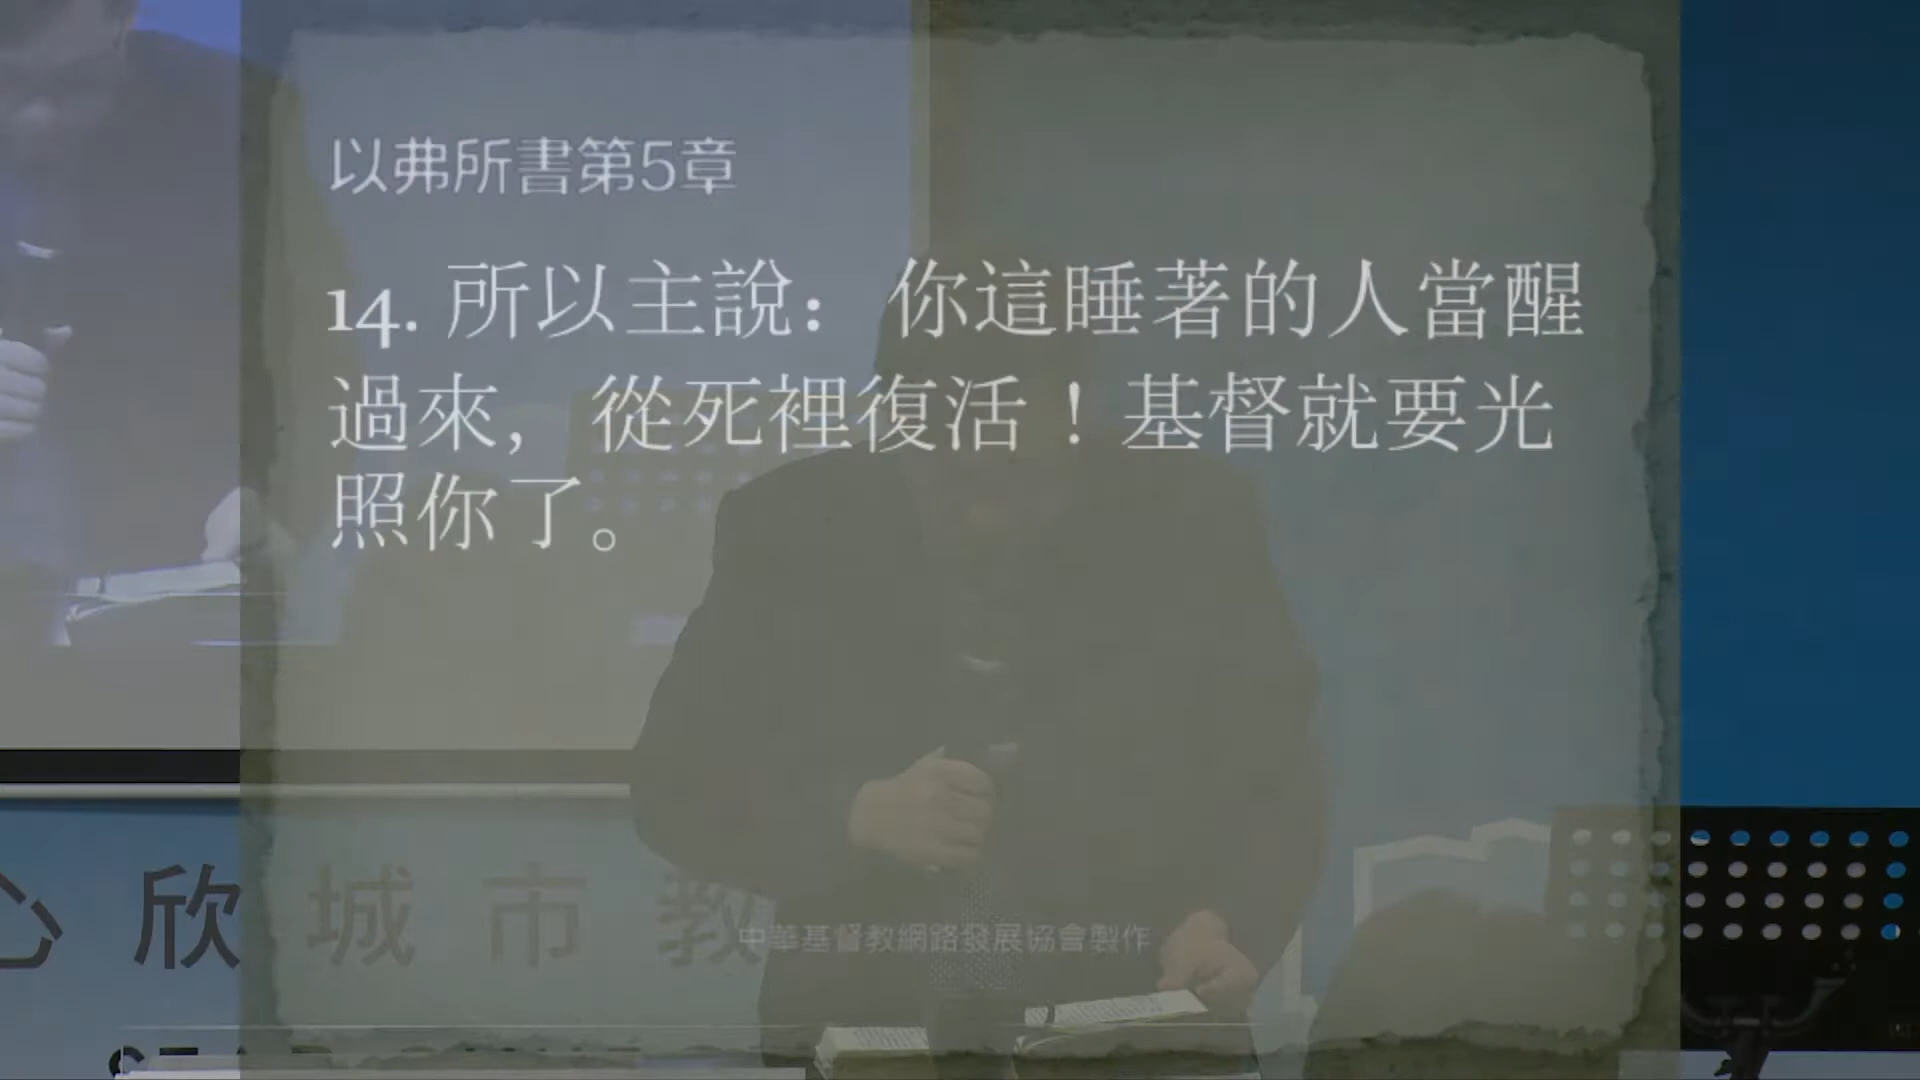 以弗所書第5章
14. 所以主說：你這睡著的人當醒
過來，從死裡復活！基督就要光
照你了。
心欣城市教
中華基督教網路發展協會製作